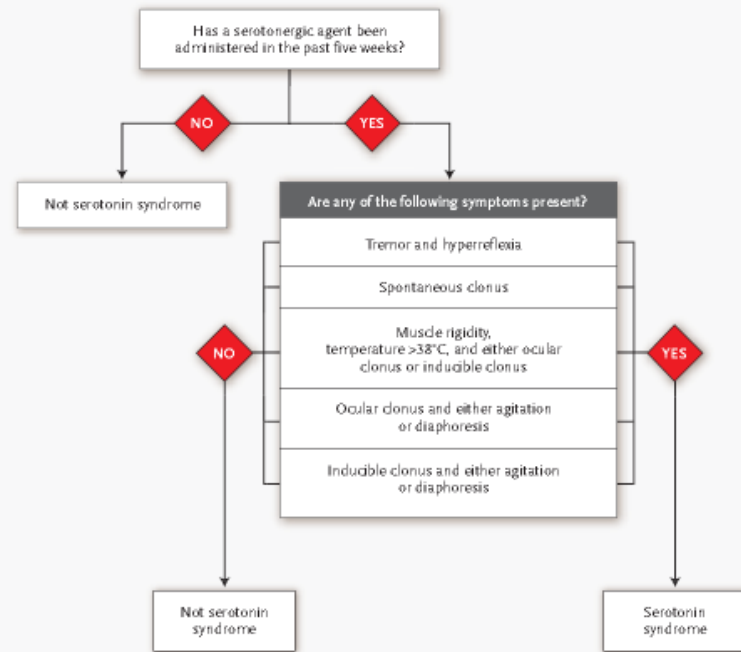 Has a serotonergic agent been
administered in the past five weeks?
NO
YES
Not serotonin syndrome
Are any of the following symptoms present?
Tremor and hyperreflexia
Spontaneous clonus
Muscle rigidity,
temperature >38°C, and either ocular
clonus or inducible clonus
NO
YES
Ocular clonus and either agitation
or diaphoresis
Inducible clonus and either agitation
or diaphoresis
Not serotonin
syndrome
Serotonin
syndrome